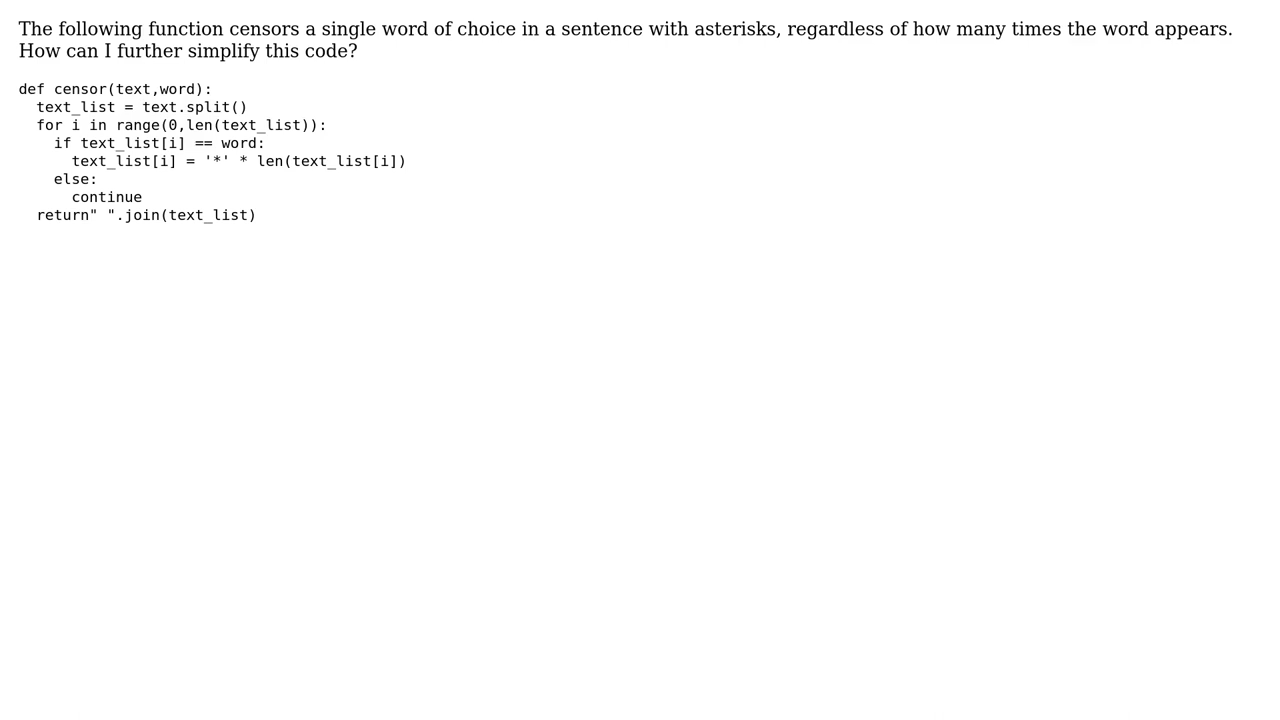 The following function censors a single word of choice in a sentence with asterisks, regardless of how many times the word appears.
How can I further simplify this code?
def censor(text,word):
  text_list = text.split()
  for i in range(0,len(text_list)):
    if text_list[i] == word:
      text_list[i] = '*' * len(text_list[i])
    else:
      continue
  return" ".join(text_list)